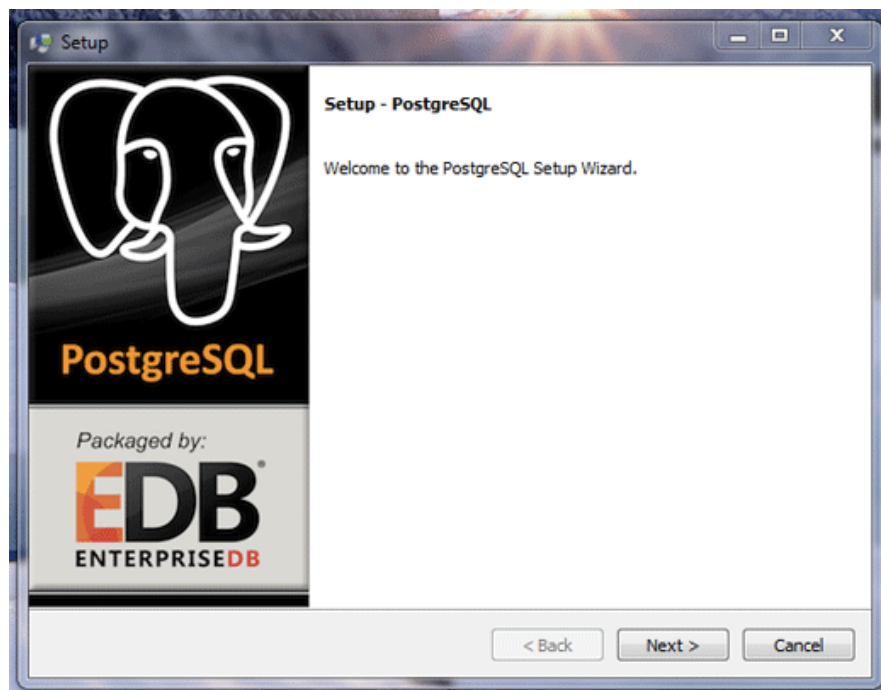 Setup
Setup - PostgreSQL
Welcome to the PostgreSQL Setup Wizard.
PostgreSQL
Packaged by:
EDB®
ENTERPRISEDB
< Back Next > Cancel